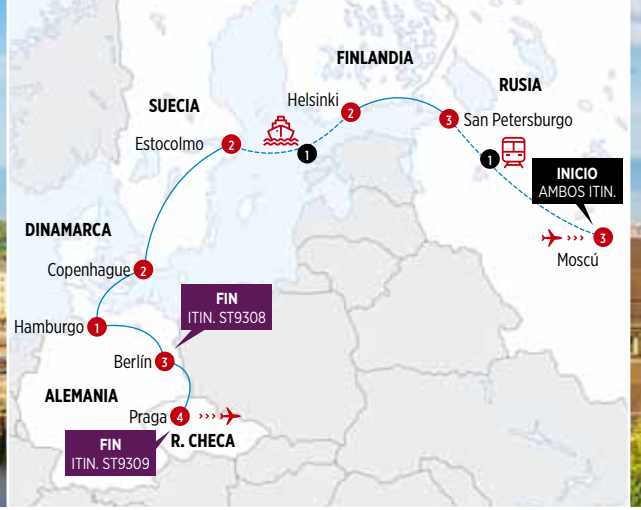 FINLANDIA
RUSIA
SUECIA
Helsinki
2
3
San Petersburgo
Estocolmo
2
1
1
INICIO
AMBOS ITIN.
3
Moscú
DINAMARCA
Copenhague
2
FIN
ITIN. ST9308
Hamburgo
1
Berlín
3
ALEMANIA
Praga
4
R. CHECA
FIN
ITIN. ST9309